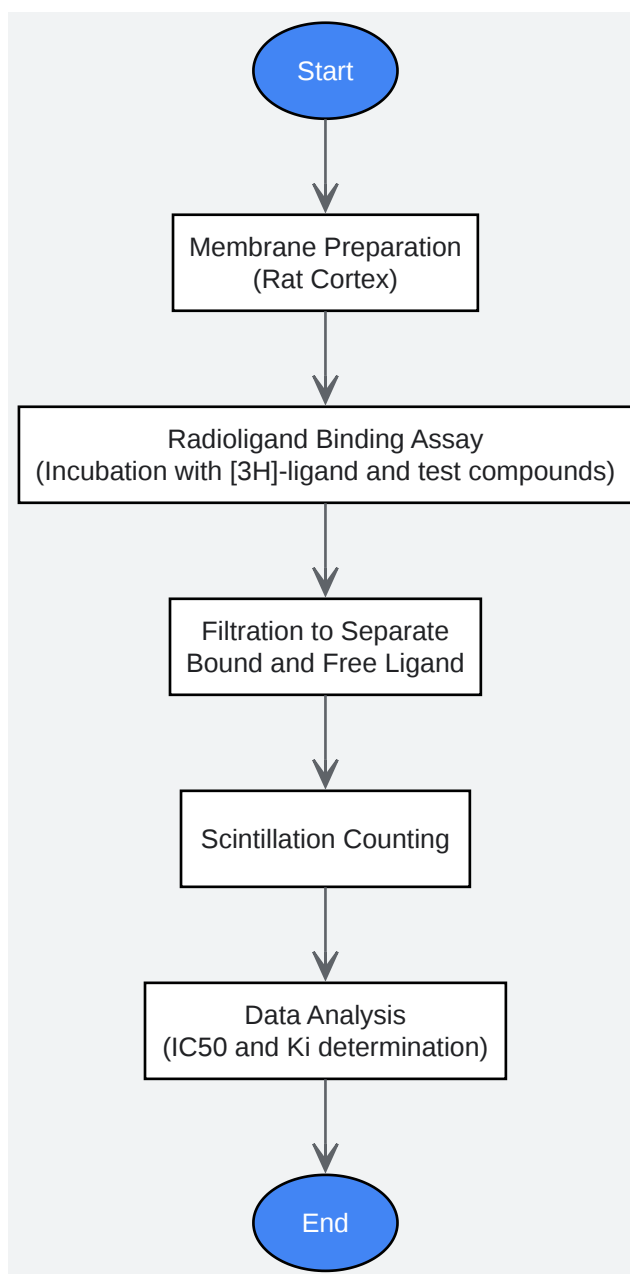 Start
Membrane Preparation
(Rat Cortex)
Radioligand Binding Assay
(Incubation with [3H]-ligand and test compounds)
Filtration to Separate
Bound and Free Ligand
Scintillation Counting
Data Analysis
(IC50 and Ki determination)
End